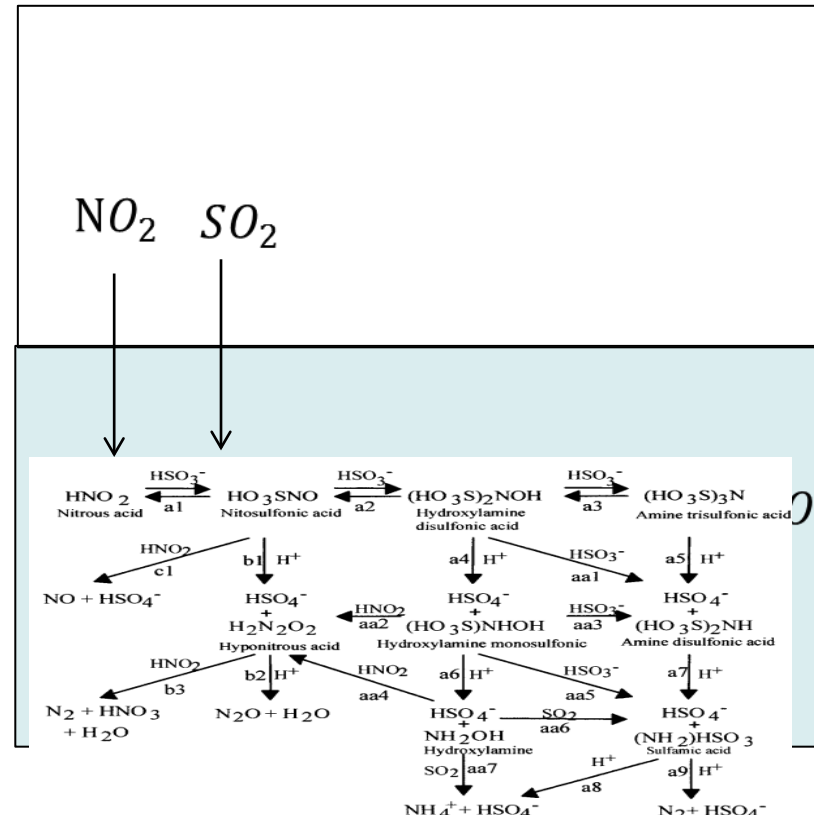 NO₂ SO₂
HSO₃⁻ HSO₃⁻ HSO₃⁻
HNO₂ HO₃SNO (HO₃S)₂NOH (HO₃S)₃N O
a1 a2 a3
Nitrous acid Nitosulfonic acid Hydroxylamine Amine trisulfonic acid
disulfonic acid
HNO₂ b1 H⁺ a4 H⁺ HSO₃⁻ a5 H⁺
c1 aa1
NO + HSO₄⁻ HSO₄⁻ HSO₄⁻ HSO₄⁻
+ HNO₂ + HSO₃⁻ +
H₂N₂O₂ aa2 (HO₃S)NHOH aa3 (HO₃S)₂NH
Hyponitrous acid Hydroxylamine monosulfonic Amine disulfonic acid
HNO₂ b2 H⁺ HNO₂ a6 H⁺ HSO₃⁻ a7 H⁺
b3 aa4 aa5
N₂ + HNO₃ N₂O + H₂O HSO₄⁻ SO₂ HSO₄⁻
+ H₂O + aa6 +
NH₂OH (NH₂)HSO₃
Hydroxylamine Sulfamic acid
SO₂ aa7 H⁺ a9 H⁺
a8
NH₄⁺ + HSO₄⁻ N₂ + HSO₄⁻